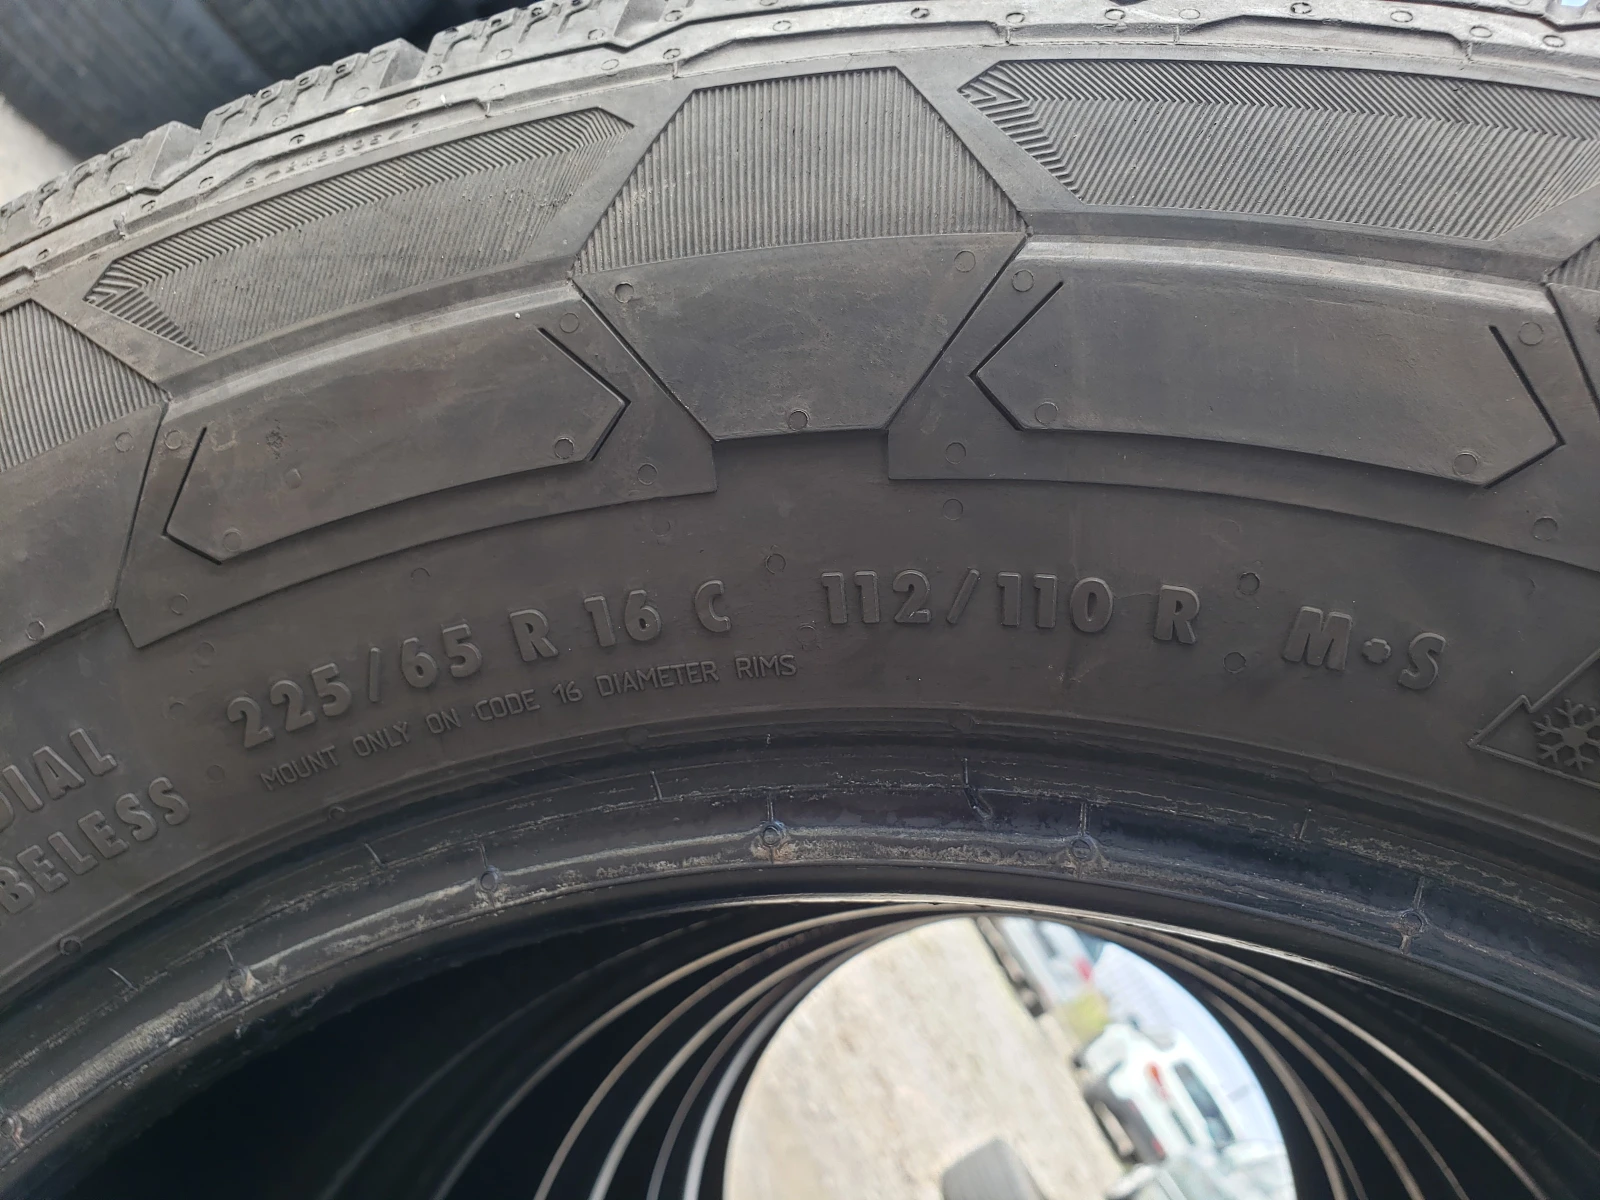 225/65 R 16 C 112/110 R M•S
MOUNT ONLY ON CODE 16 DIAMETER RIMS
DIAL
BELESS